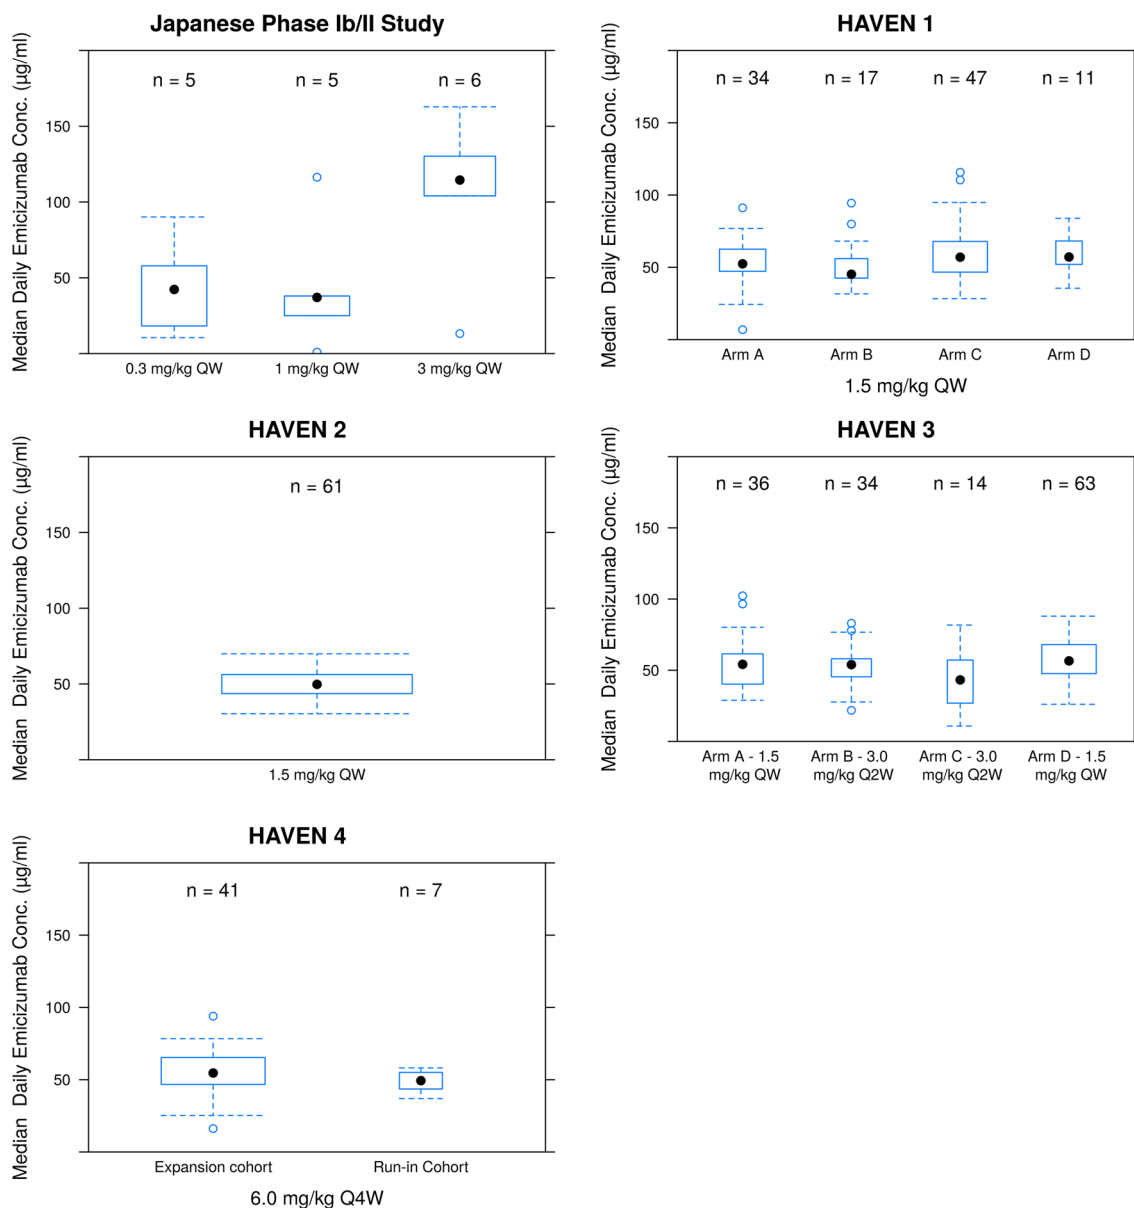 Japanese Phase Ib/II Study
Median Daily Emicizumab Conc. (µg/ml)
n = 5
n = 5
n = 6
150
100
50
0.3 mg/kg QW
1 mg/kg QW
3 mg/kg QW
HAVEN 1
Median Daily Emicizumab Conc. (µg/ml)
n = 34
n = 17
n = 47
n = 11
150
100
50
Arm A
Arm B
Arm C
Arm D
1.5 mg/kg QW
HAVEN 2
Median Daily Emicizumab Conc. (µg/ml)
n = 61
150
100
50
1.5 mg/kg QW
HAVEN 3
Median Daily Emicizumab Conc. (µg/ml)
n = 36
n = 34
n = 14
n = 63
150
100
50
Arm A - 1.5
mg/kg QW
Arm B - 3.0
mg/kg Q2W
Arm C - 3.0
mg/kg Q2W
Arm D - 1.5
mg/kg QW
HAVEN 4
Median Daily Emicizumab Conc. (µg/ml)
n = 41
n = 7
150
100
50
Expansion cohort
Run-in Cohort
6.0 mg/kg Q4W